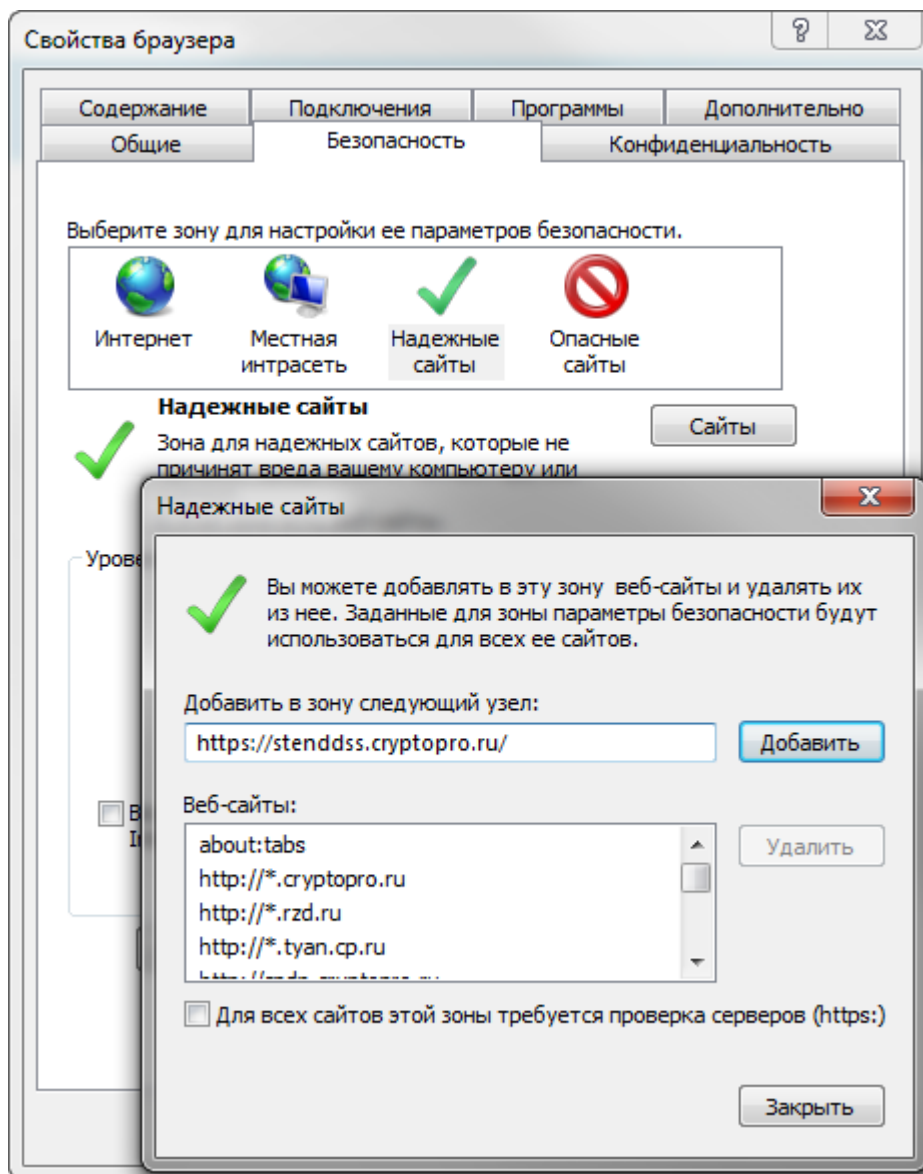 Свойства браузера
Содержание Подключения Программы Дополнительно
Общие Безопасность Конфиденциальность
Выберите зону для настройки ее параметров безопасности.
Интернет
Местная интрасеть
Надежные сайты
Опасные сайты
Надежные сайты
Сайты
Зона для надежных сайтов, которые не
причинят вреда вашему компьютеру или
Надежные сайты
Вы можете добавлять в эту зону веб-сайты и удалять их
из нее. Заданные для зоны параметры безопасности будут
использоваться для всех ее сайтов.
Добавить в зону следующий узел:
https://stenddss.cryptopro.ru/
Добавить
Веб-сайты:
about:tabs
http://*.cryptopro.ru
http://*.rzd.ru
http://*.tyan.cp.ru
Удалить
Для всех сайтов этой зоны требуется проверка серверов (https:)
Закрыть